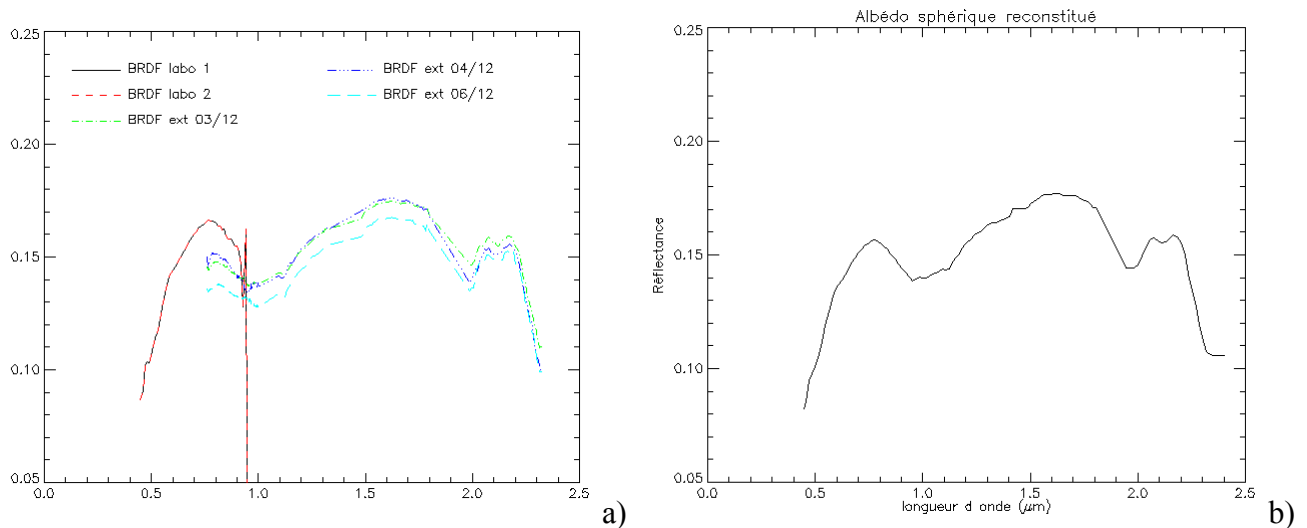 0.25
0.20
0.15
0.10
0.05
0.0
0.5
1.0
1.5
2.0
2.5
BRDF labo 1
BRDF labo 2
BRDF ext 03/12
BRDF ext 04/12
BRDF ext 06/12
a)
Albédo sphérique reconstitué
Réflectance
0.25
0.20
0.15
0.10
0.05
0.0
0.5
1.0
1.5
2.0
2.5
longueur d onde (μm)
b)